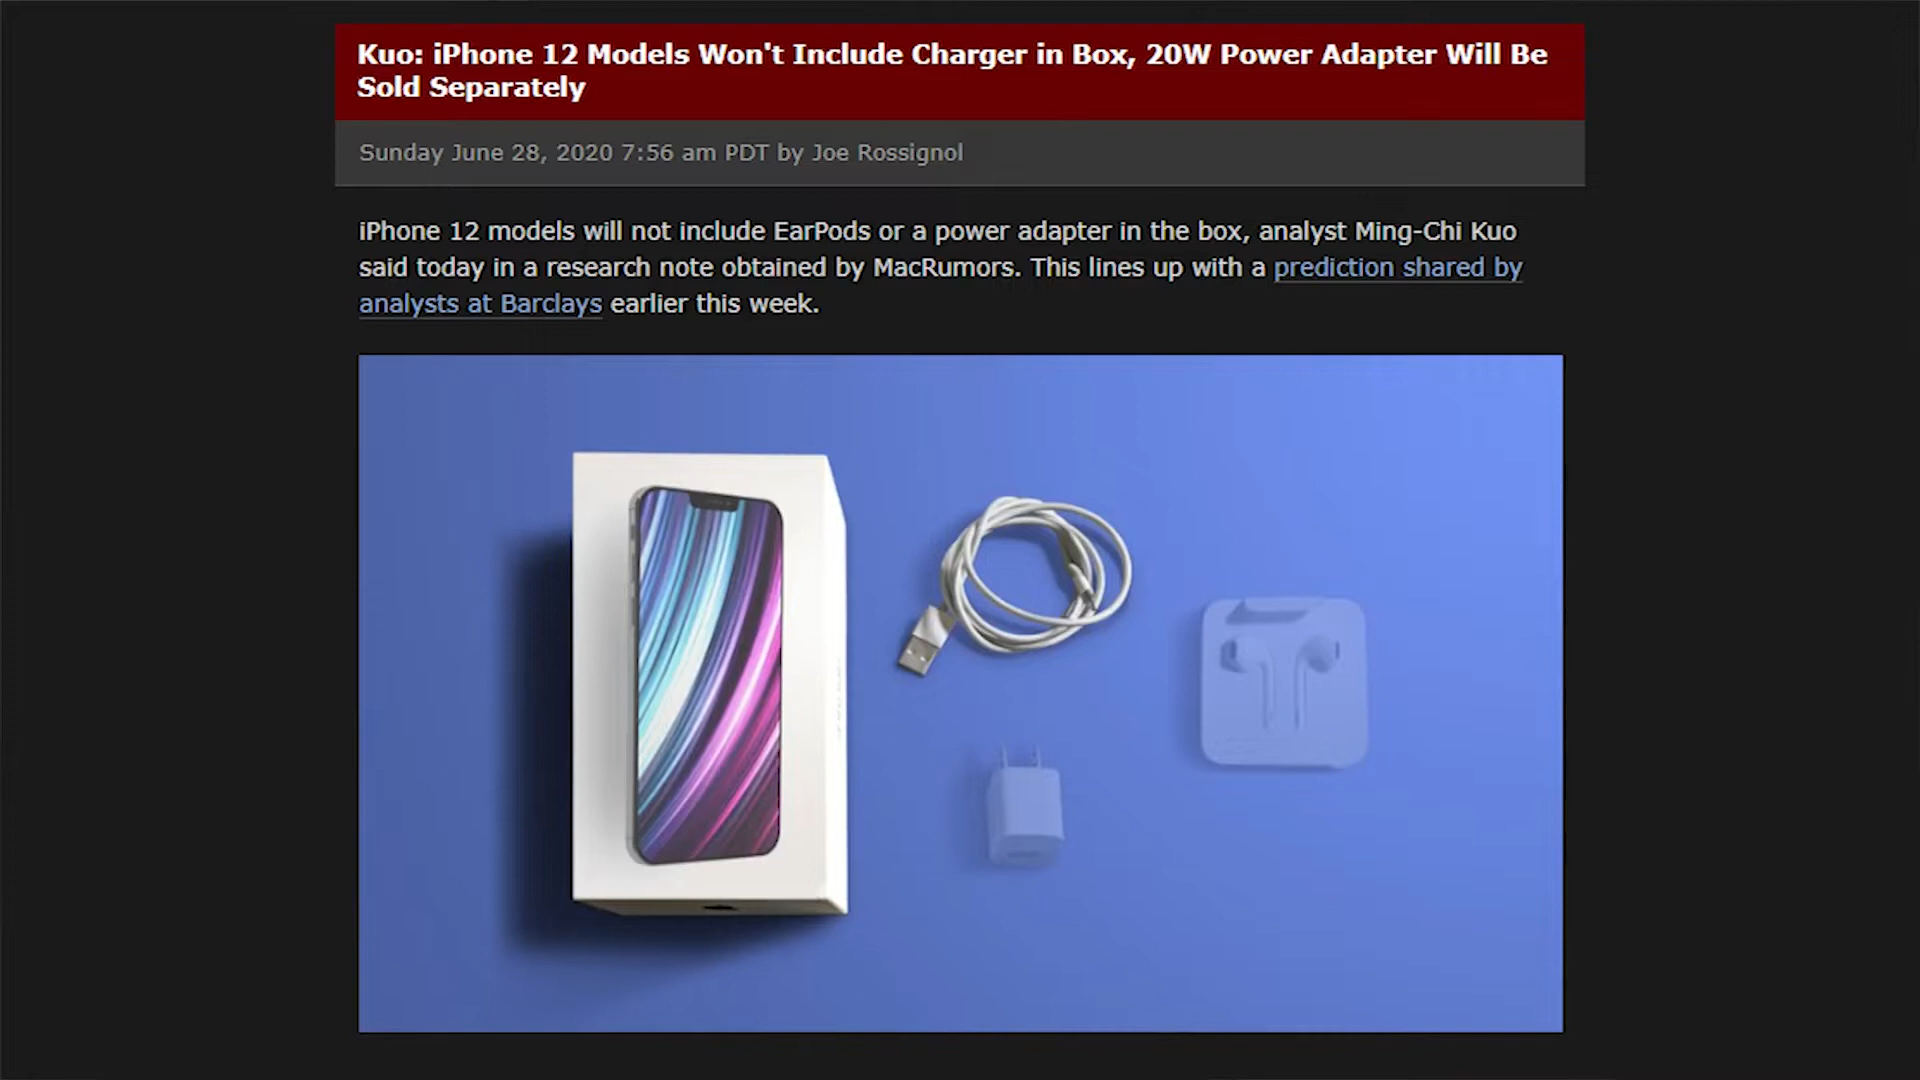 Kuo: iPhone 12 Models Won't Include Charger in Box, 20W Power Adapter Will Be
Sold Separately
Sunday June 28, 2020 7:56 am PDT by Joe Rossignol
iPhone 12 models will not include EarPods or a power adapter in the box, analyst Ming-Chi Kuo
said today in a research note obtained by MacRumors. This lines up with a prediction shared by
analysts at Barclays earlier this week.